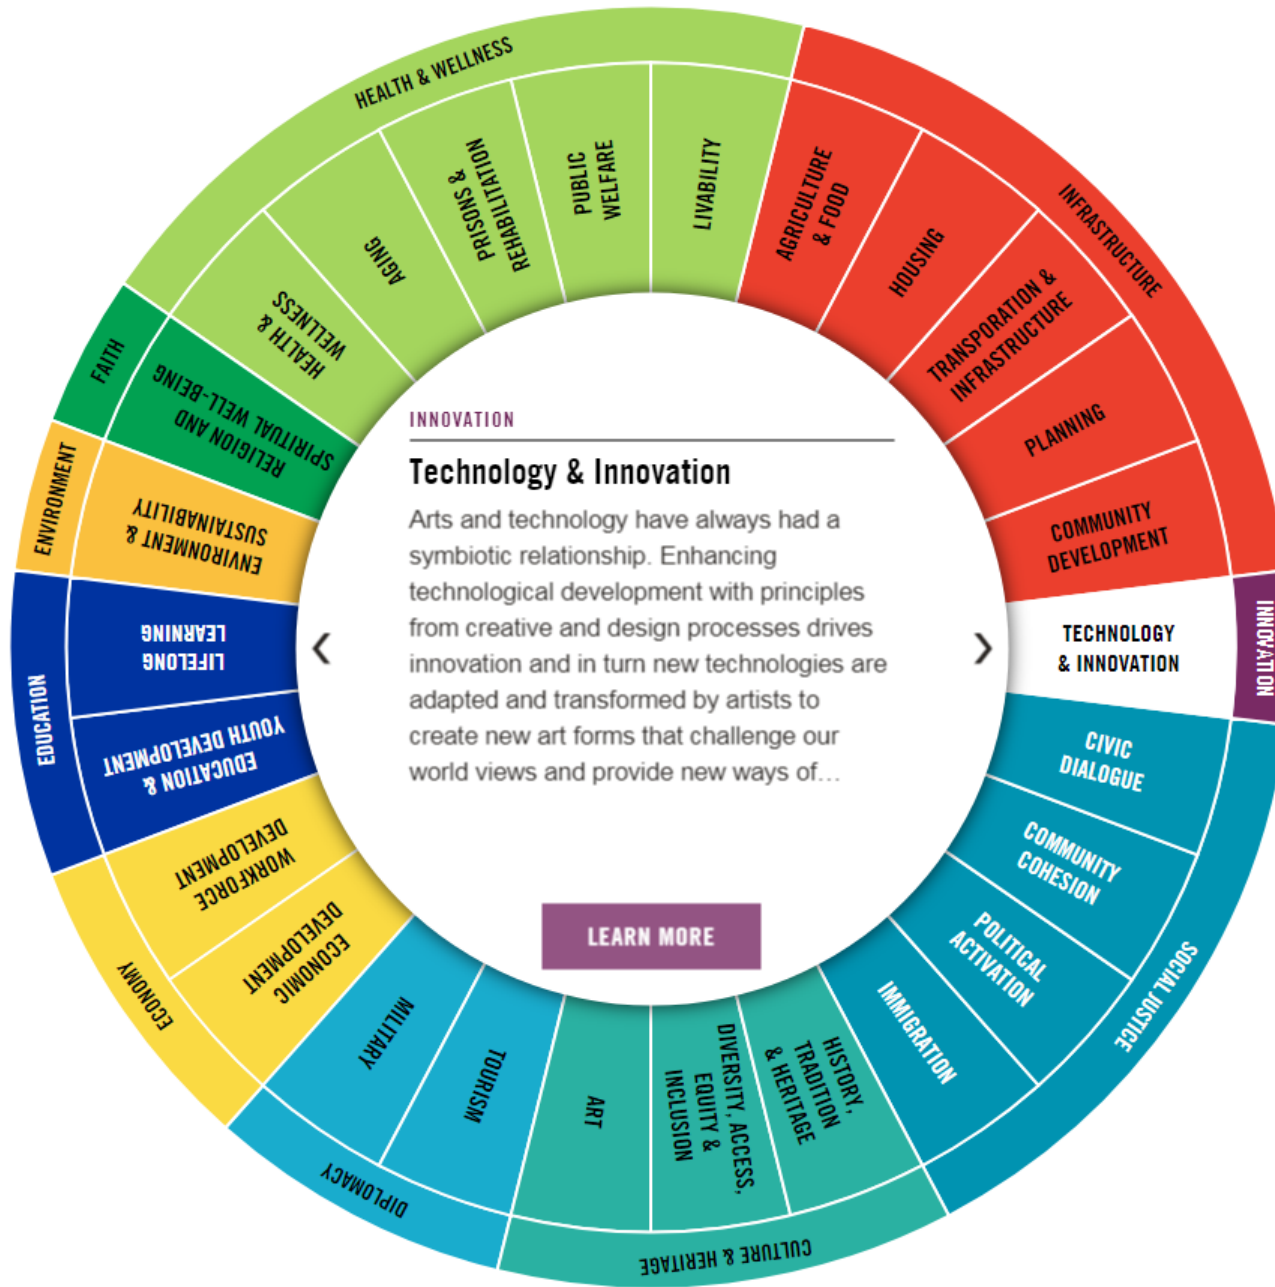 HEALTH & WELLNESS
HEALTH &
WELLNESS
AGING
PRISONS &
REHABILITATION
PUBLIC
WELFARE
LIVABILITY
INFRASTRUCTURE
AGRICULTURE
& FOOD
HOUSING
TRANSPORATION &
INFRASTRUCTURE
PLANNING
COMMUNITY
DEVELOPMENT
INNOVATION
TECHNOLOGY
& INNOVATION
SOCIAL JUSTICE
CIVIC
DIALOGUE
COMMUNITY
COHESION
POLITICAL
ACTIVATION
IMMIGRATION
CULTURE & HERITAGE
HISTORY,
TRADITION
& HERITAGE
DIVERSITY, ACCESS,
EQUITY &
INCLUSION
ART
DIPLOMACY
TOURISM
MILITARY
ECONOMY
ECONOMIC
DEVELOPMENT
WORKFORCE
DEVELOPMENT
EDUCATION
EDUCATION &
YOUTH DEVELOPMENT
LIFELONG
LEARNING
ENVIRONMENT
ENVIRONMENT &
SUSTAINABILITY
FAITH
RELIGION AND
SPIRITUAL WELL-BEING
INNOVATION
Technology & Innovation
Arts and technology have always had a
symbiotic relationship. Enhancing
technological development with principles
from creative and design processes drives
innovation and in turn new technologies are
adapted and transformed by artists to
create new art forms that challenge our
world views and provide new ways of…
LEARN MORE